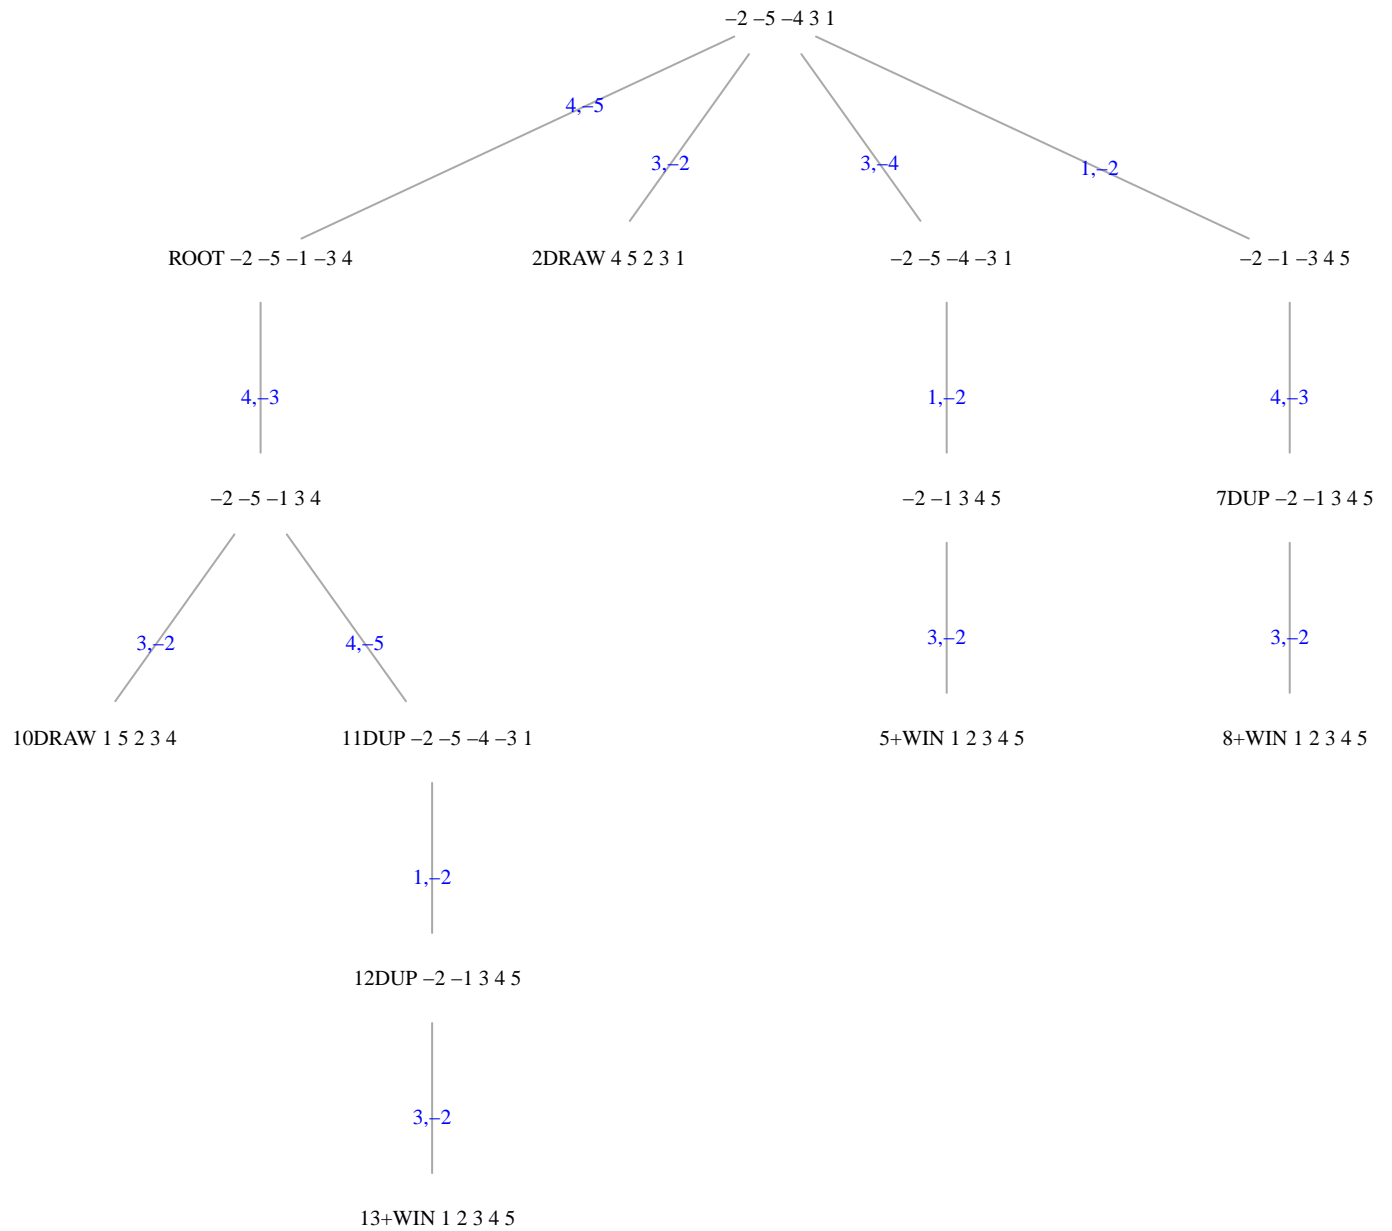 −2 −5 −4 3 1
4,−5
3,−2
3,−4
1,−2
ROOT −2 −5 −1 −3 4
2DRAW 4 5 2 3 1
−2 −5 −4 −3 1
−2 −1 −3 4 5
4,−3
1,−2
4,−3
−2 −5 −1 3 4
−2 −1 3 4 5
7DUP −2 −1 3 4 5
3,−2
4,−5
3,−2
3,−2
10DRAW 1 5 2 3 4
11DUP −2 −5 −4 −3 1
5+WIN 1 2 3 4 5
8+WIN 1 2 3 4 5
1,−2
12DUP −2 −1 3 4 5
3,−2
13+WIN 1 2 3 4 5